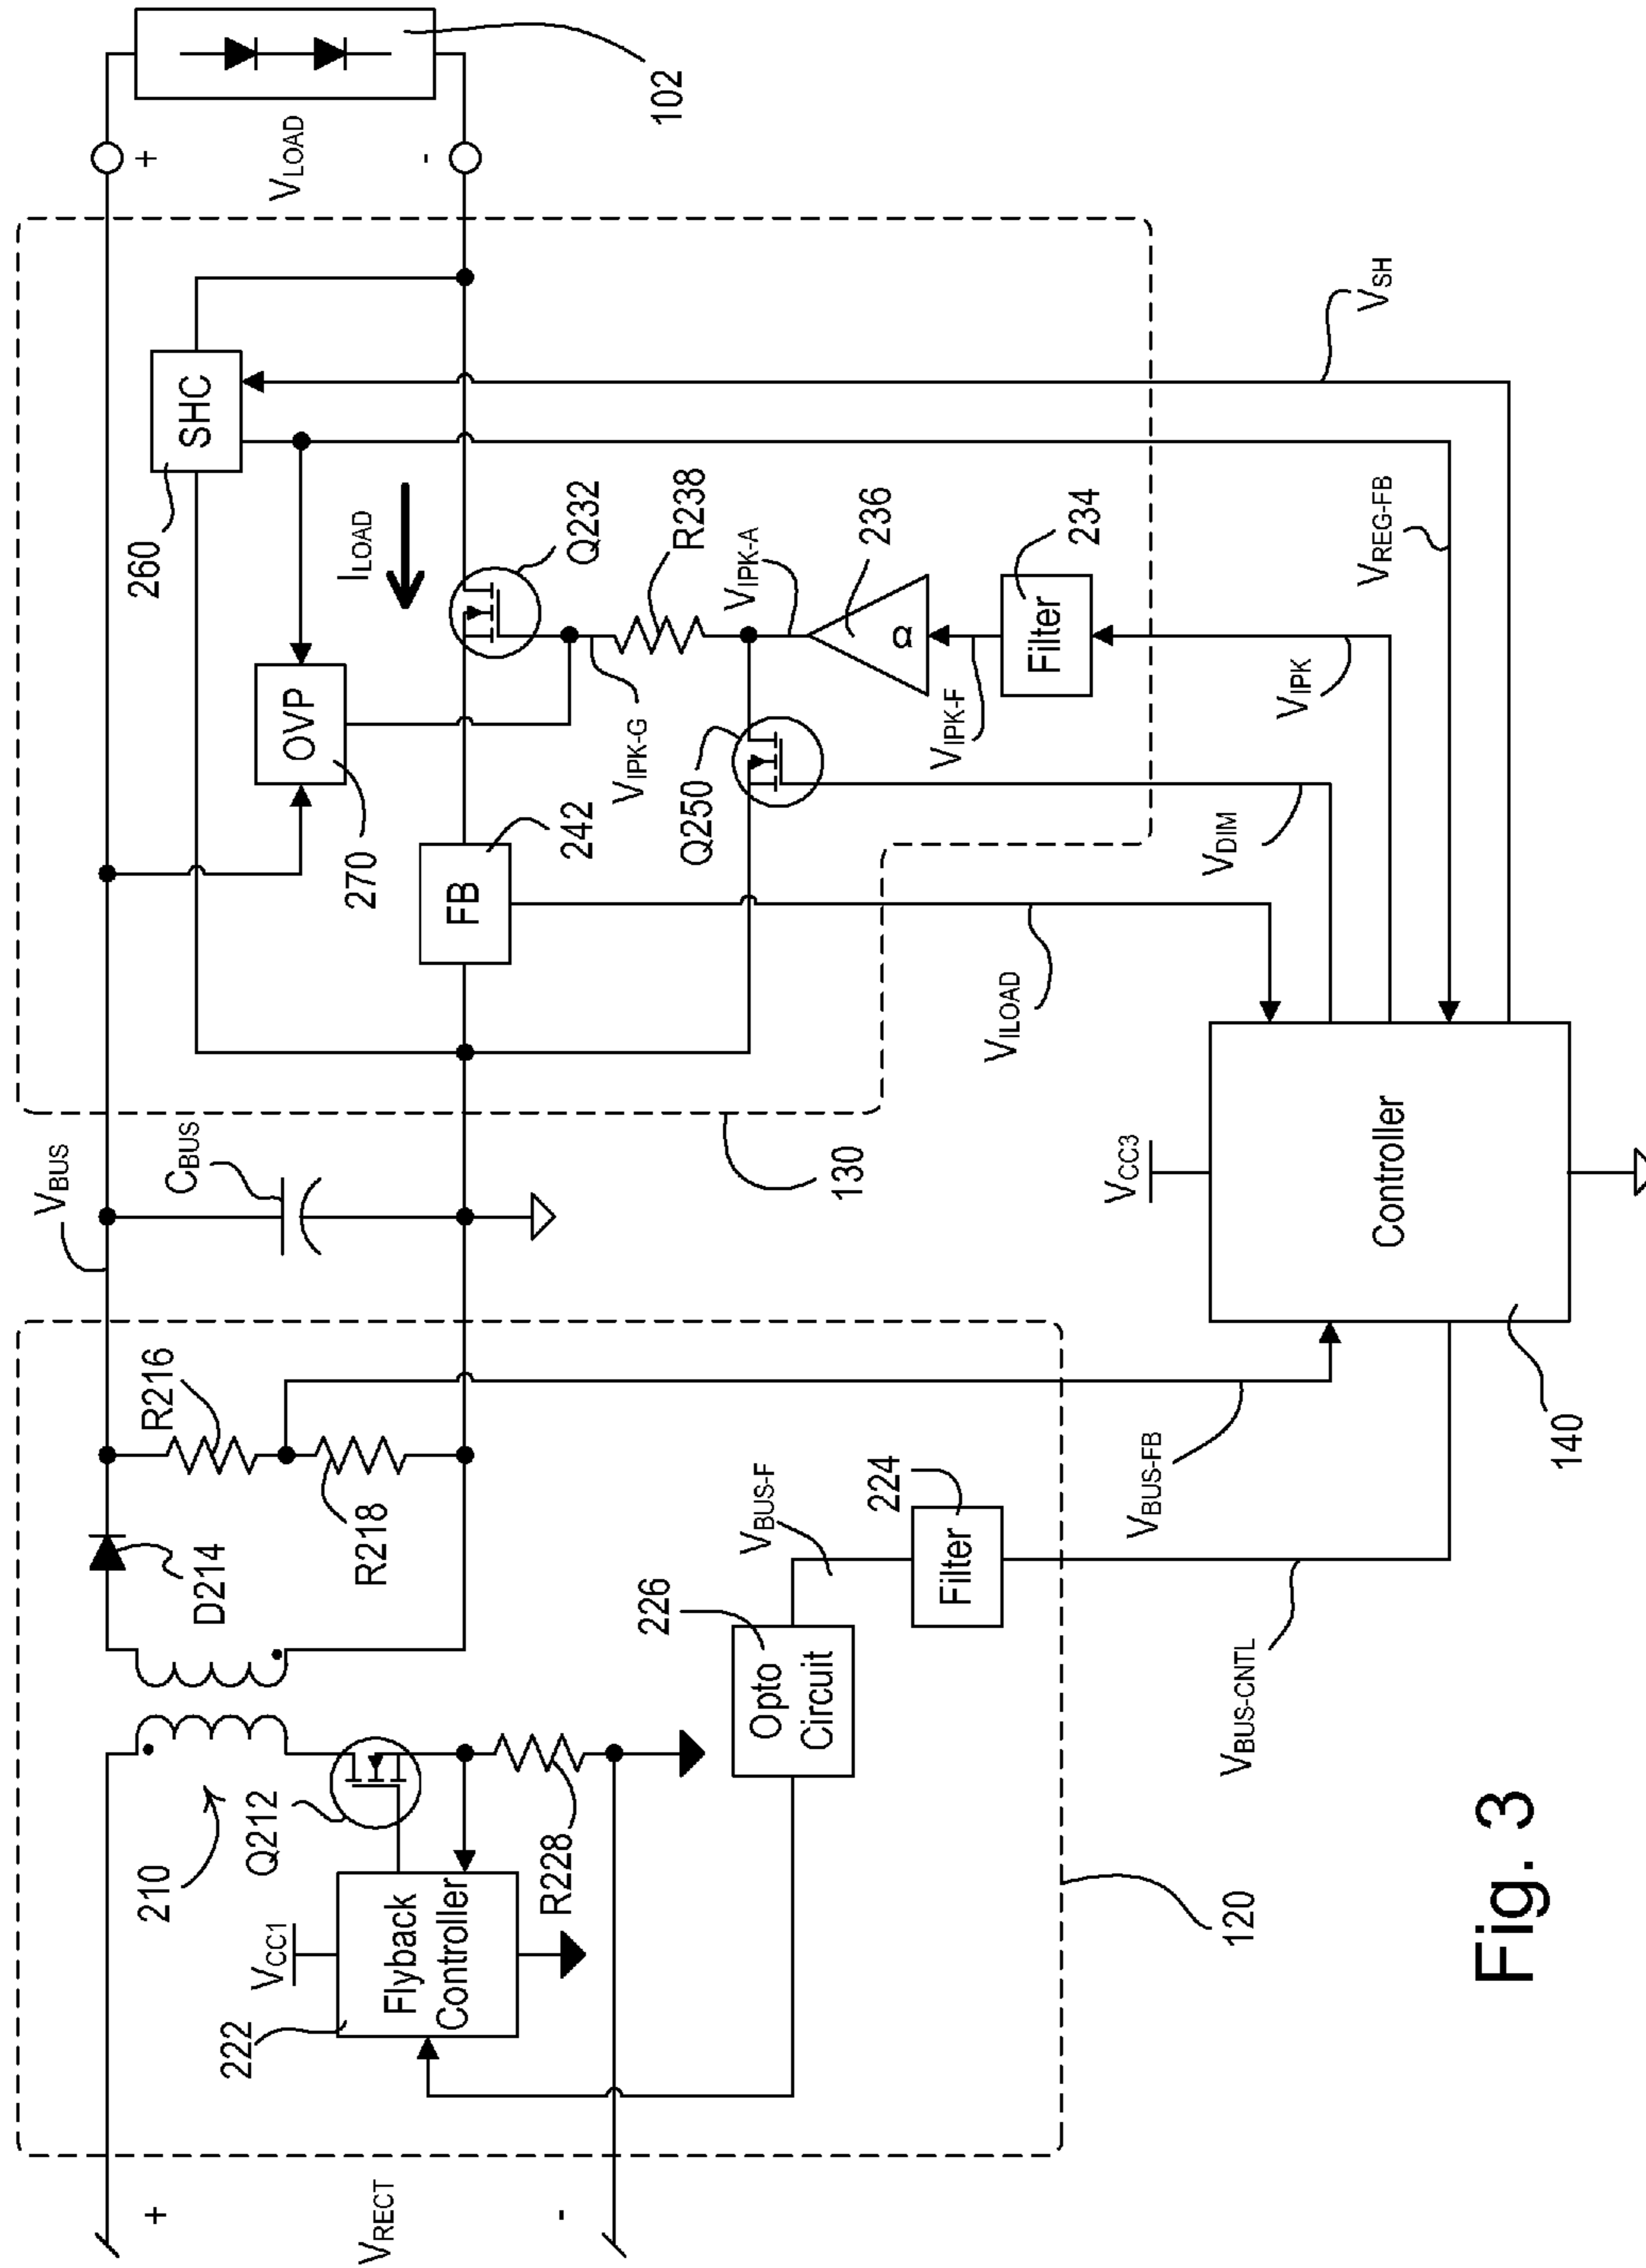 VRECT
+
-
210
Q212
VCC1
222
Flyback
Controller
R228
D214
R216
R218
226
Opto
Circuit
VBUS-F
224
Filter
120
VBUS-CNTL
VBUS-FB
VBUS
CBUS
130
VCC3
Controller
140
VILOAD
VDIM
VIPK
VREG-FB
VSH
FB
242
OVP
270
SHC
260
ILOAD
Q232
VIPK-G
R238
VIPK-A
Q250
236
α
VIPK-F
Filter
234
+
VLOAD
-
102
Fig. 3